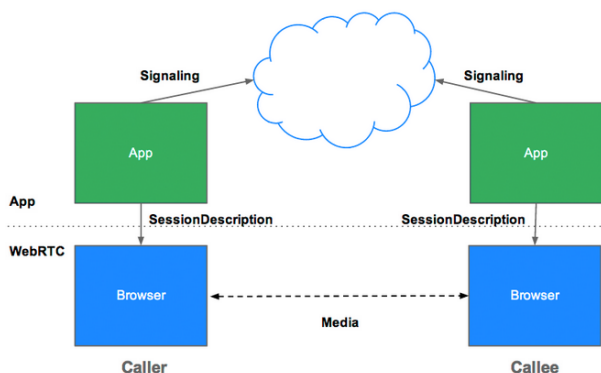 Signaling
Signaling
App
App
App
SessionDescription
SessionDescription
WebRTC
Browser
Browser
Media
Caller
Callee